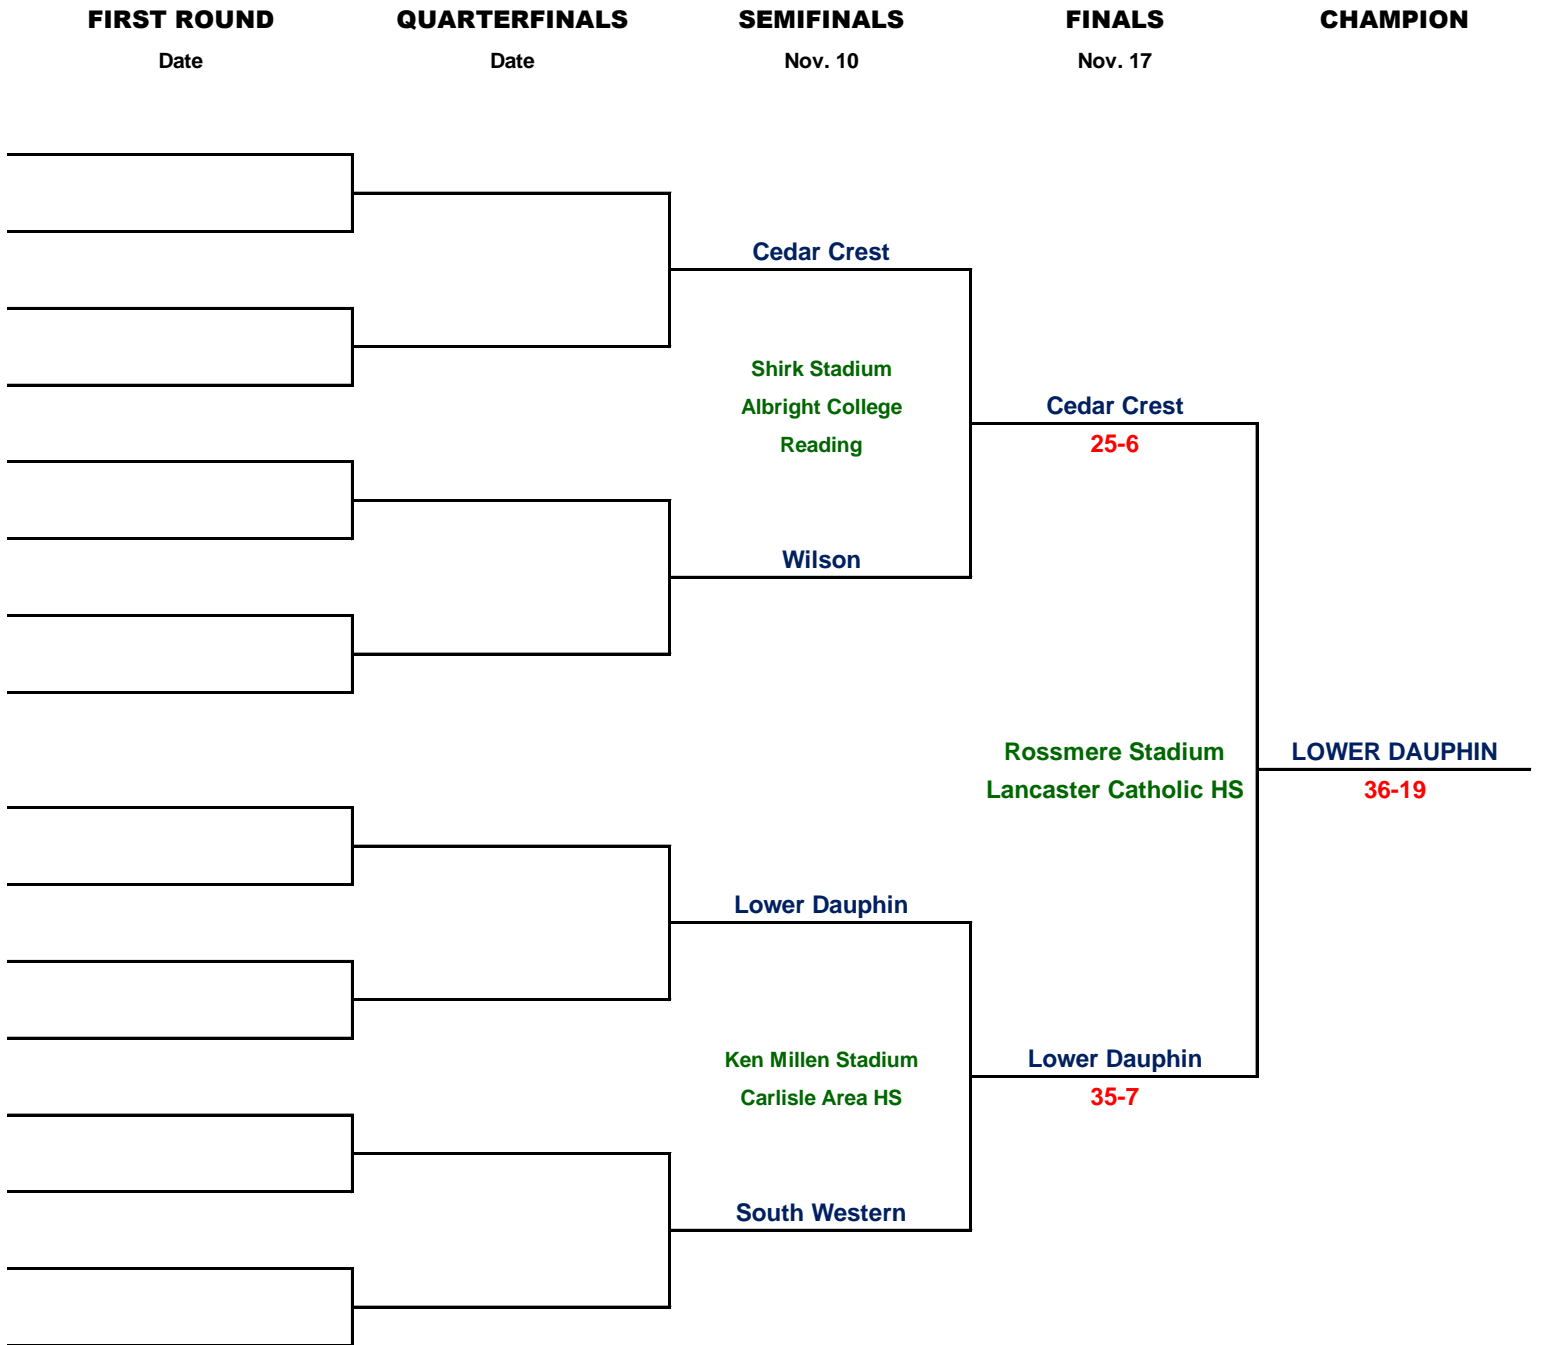 FIRST ROUND
QUARTERFINALS
SEMIFINALS
FINALS
CHAMPION
Date
Date
Nov. 10
Nov. 17
Cedar Crest
Shirk Stadium
Albright College
Reading
Cedar Crest
25-6
Wilson
Rossmere Stadium
Lancaster Catholic HS
LOWER DAUPHIN
36-19
Lower Dauphin
Ken Millen Stadium
Carlisle Area HS
Lower Dauphin
35-7
South Western